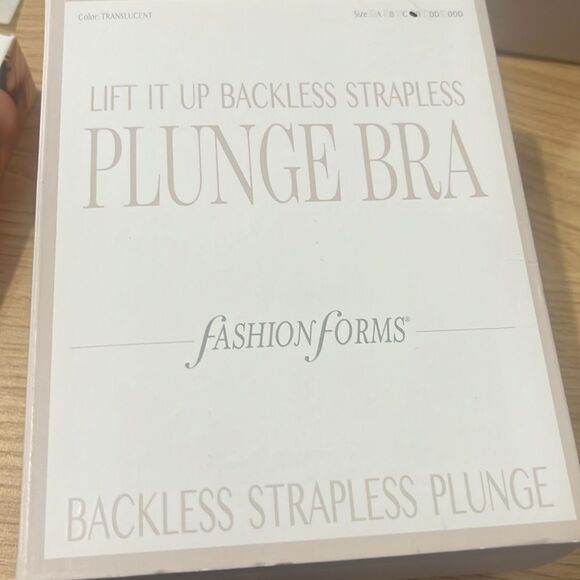 Color: TRANSLUCENT Size: A B C DD DDD
LIFT IT UP BACKLESS STRAPLESS
PLUNGE BRA
fASHION fORMS®
BACKLESS STRAPLESS PLUNGE